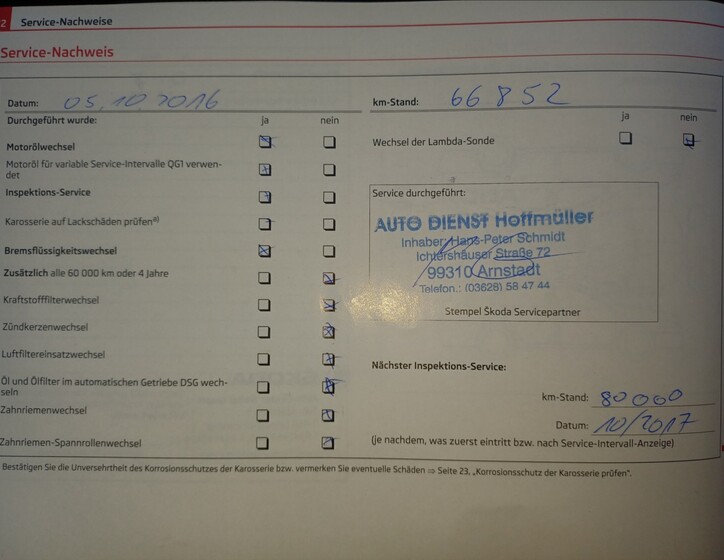 2 Service-Nachweise
Service-Nachweis
Datum: 05.10.2016
Durchgeführt wurde: ja nein
Motorölwechsel
Motoröl für variable Service-Intervalle QG1 verwen-
det
Inspektions-Service
Karosserie auf Lackschäden prüfen a)
Bremsflüssigkeitswechsel
Zusätzlich alle 60 000 km oder 4 Jahre
Kraftstofffilterwechsel
Zündkerzenwechsel
Luftfiltereinsatzwechsel
Öl und Ölfilter im automatischen Getriebe DSG wech-
seln
Zahnriemenwechsel
Zahnriemen-Spannrollenwechsel
km-Stand: 66852
ja nein
Wechsel der Lambda-Sonde
Service durchgeführt:
AUTO DIENST Hoffmüller
Inhaber: Hans-Peter Schmidt
Ichtershäuser Straße 72
99310 Arnstadt
Telefon.: (03628) 58 47 44
Stempel Škoda Servicepartner
Nächster Inspektions-Service:
km-Stand: 80000
Datum: 10/2017
(je nachdem, was zuerst eintritt bzw. nach Service-Intervall-Anzeige)
Bestätigen Sie die Unversehrtheit des Korrosionsschutzes der Karosserie bzw. vermerken Sie eventuelle Schäden ⇒ Seite 23, „Korrosionsschutz der Karosserie prüfen".